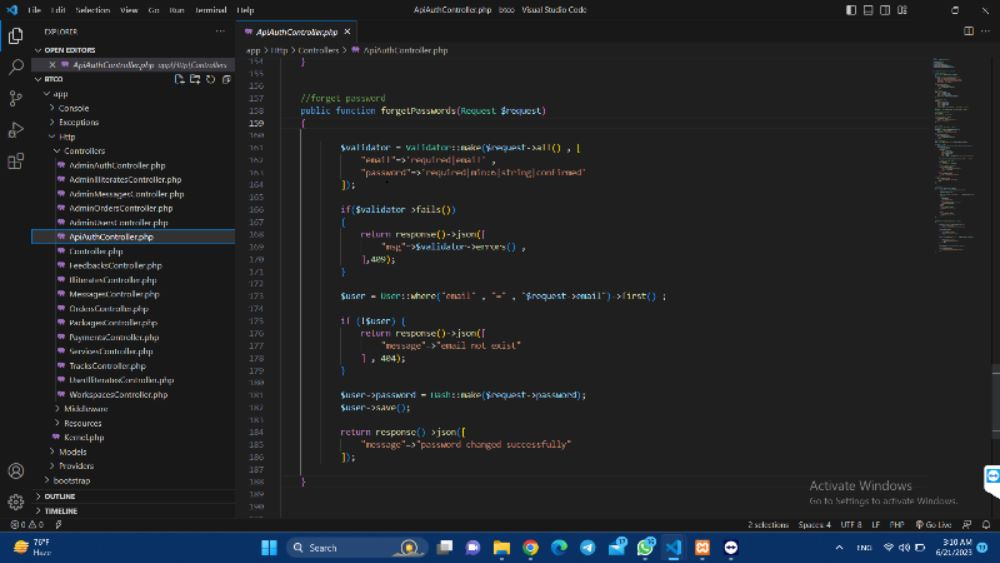 File Edit Selection View Go Run Terminal Help
ApiAuthController.php btco Visual Studio Code
EXPLORER
OPEN EDITORS
ApiAuthController.php app\Http\Controllers
BTCO
app
Console
Exceptions
Http
Controllers
AdminAuthController.php
AdminIlliteratesController.php
AdminMessagesController.php
AdminOrdersController.php
AdminUsersController.php
ApiAuthController.php
Controller.php
FeedbacksController.php
IlliteratesController.php
MessagesController.php
OrdersController.php
PackagesController.php
PaymentsController.php
ServicesController.php
TracksController.php
UserIlliterateController.php
WorkspacesController.php
Middleware
Resources
Kernel.php
Models
Providers
bootstrap
OUTLINE
TIMELINE
ApiAuthController.php
app > Http > Controllers > ApiAuthController.php
154 }
155
156
157 //forget password
158 public function forgetPasswords(Request $request)
159 {
160
161 $validator = Validator::make($request->all() , [
162 "email"=>'required|email' ,
163 "password"=>'required|min:6|string|confirmed'
164 ]);
165
166 if($validator->fails())
167 {
168 return response()->json([
169 "msg"=>$validator->errors() ,
170 ],409);
171 }
172
173 $user = User::where("email" , "=" , "$request->email")->first() ;
174
175 if (!$user) {
176 return response()->json([
177 "message"=>"email not exist"
178 ] , 404);
179 }
180
181 $user->password = Hash::make($request->password);
182 $user->save();
183
184 return response()->json([
185 "message"=>"password changed successfully"
186 ]);
187
188 }
189
190
Activate Windows
Go to Settings to activate Windows.
0 0
2 selections Spaces: 4 UTF-8 LF PHP Go Live
76°F
Haze
Search
17
ENG
3:10 AM
6/21/2023